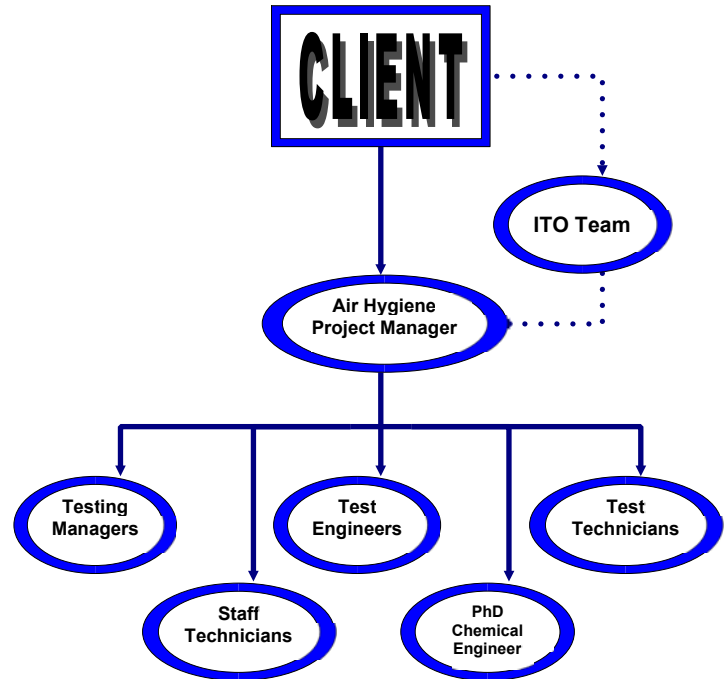 CLIENT
ITO Team
Air Hygiene
Project Manager
Testing
Managers
Test
Engineers
Test
Technicians
Staff
Technicians
PhD
Chemical
Engineer